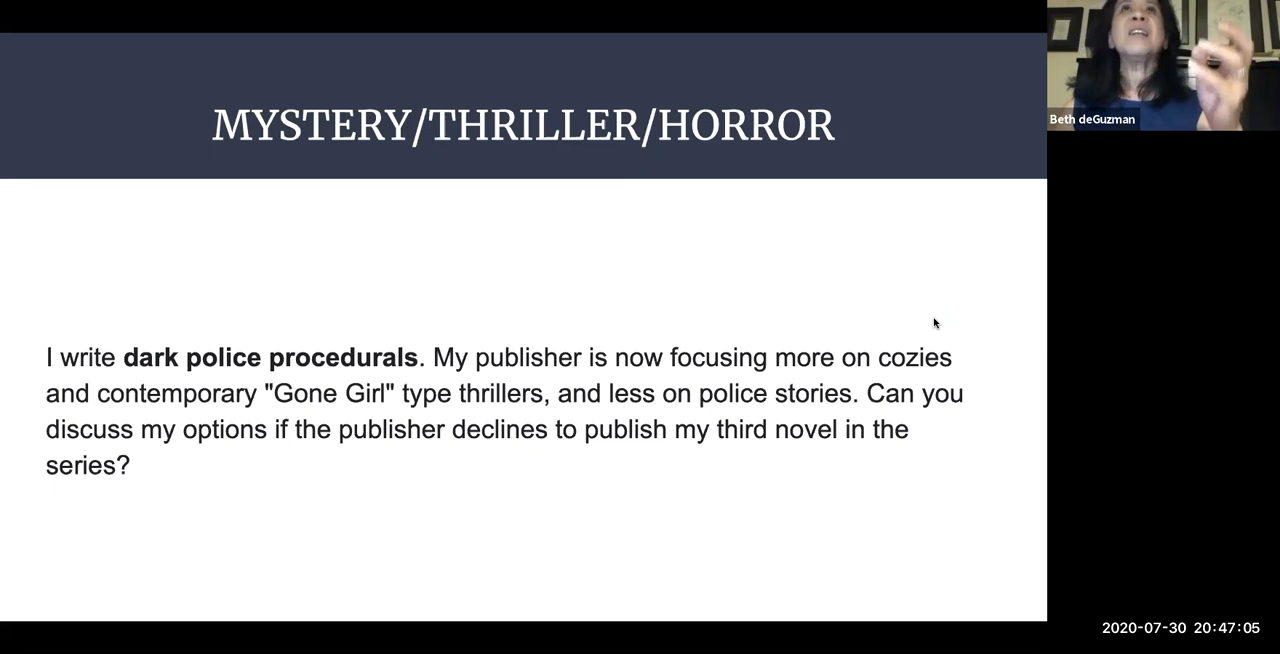 MYSTERY/THRILLER/HORROR
Beth deGuzman
I write dark police procedurals. My publisher is now focusing more on cozies
and contemporary "Gone Girl" type thrillers, and less on police stories. Can you
discuss my options if the publisher declines to publish my third novel in the
series?
2020-07-30 20:47:05